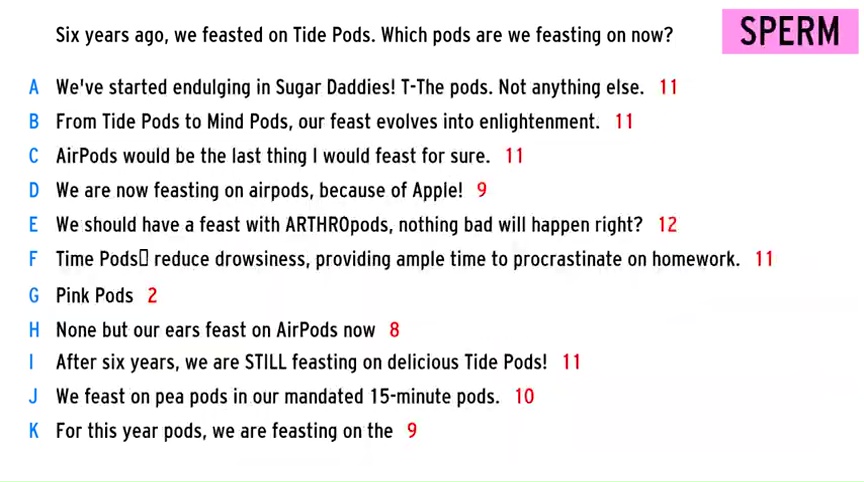 Six years ago, we feasted on Tide Pods. Which pods are we feasting on now?
SPERM
A We've started endulging in Sugar Daddies! T-The pods. Not anything else. 11
B From Tide Pods to Mind Pods, our feast evolves into enlightenment. 11
C AirPods would be the last thing I would feast for sure. 11
D We are now feasting on airpods, because of Apple! 9
E We should have a feast with ARTHROpods, nothing bad will happen right? 12
F Time Pods▯ reduce drowsiness, providing ample time to procrastinate on homework. 11
G Pink Pods 2
H None but our ears feast on AirPods now 8
I After six years, we are STILL feasting on delicious Tide Pods! 11
J We feast on pea pods in our mandated 15-minute pods. 10
K For this year pods, we are feasting on the 9